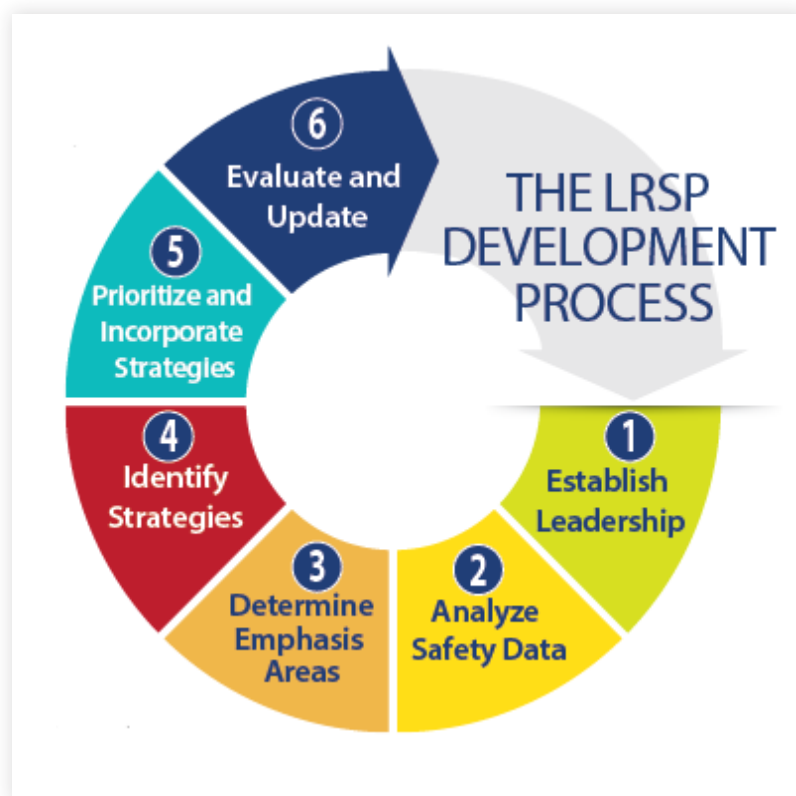 THE LRSP
DEVELOPMENT
PROCESS
1
Establish
Leadership
2
Analyze
Safety Data
3
Determine
Emphasis
Areas
4
Identify
Strategies
5
Prioritize and
Incorporate
Strategies
6
Evaluate and
Update